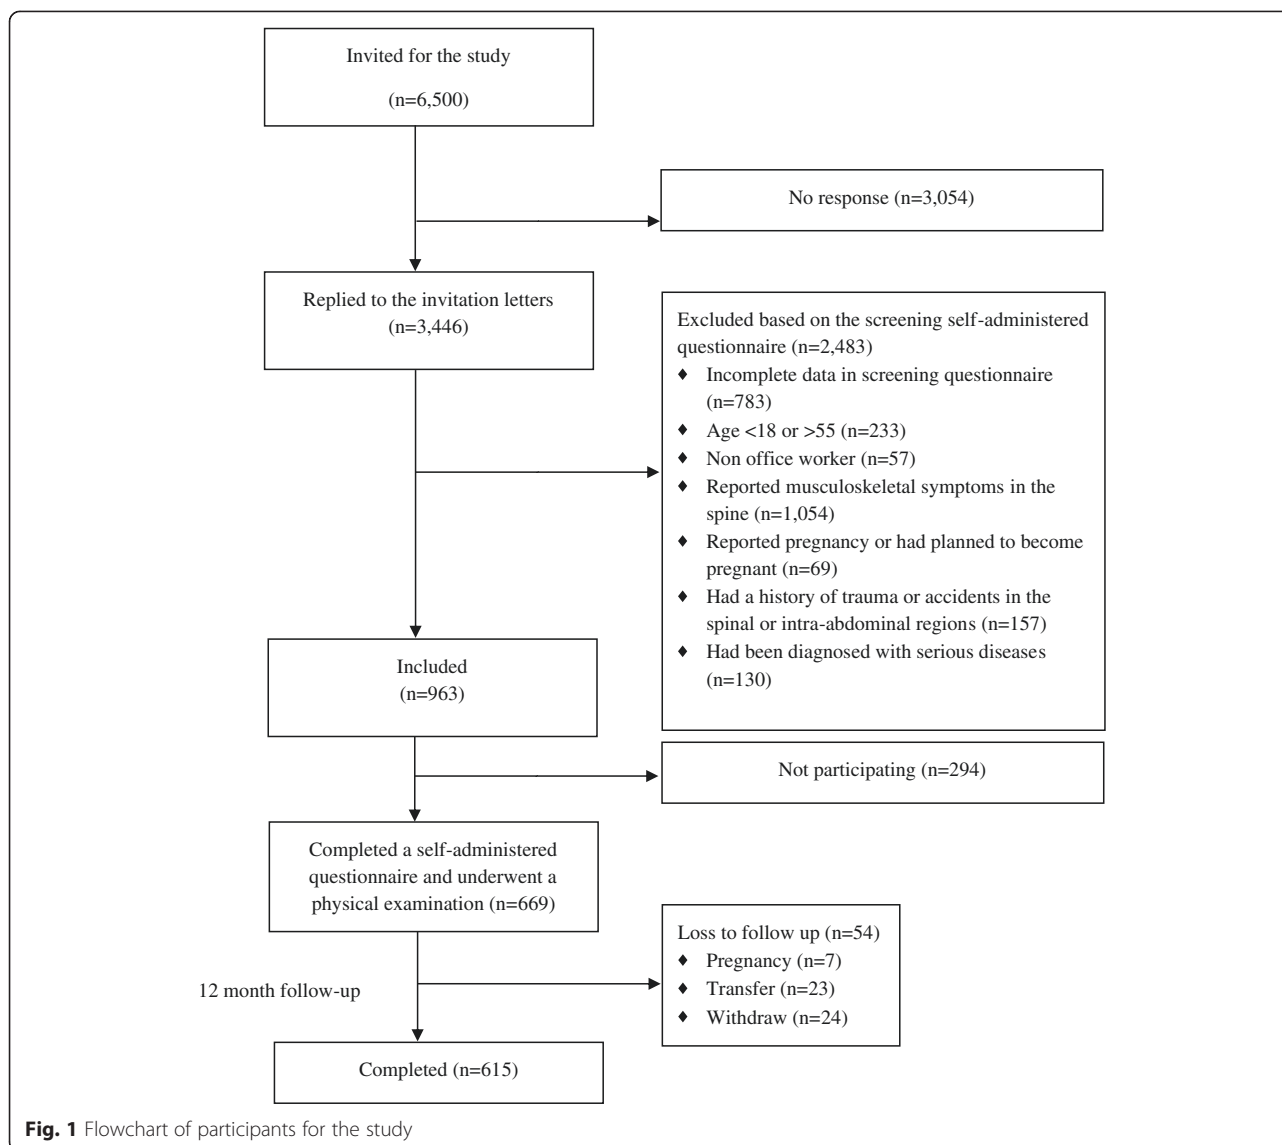 Invited for the study
(n=6,500)
No response (n=3,054)
Replied to the invitation letters
(n=3,446)
Excluded based on the screening self-administered
questionnaire (n=2,483)
♦ Incomplete data in screening questionnaire
(n=783)
♦ Age <18 or >55 (n=233)
♦ Non office worker (n=57)
♦ Reported musculoskeletal symptoms in the
spine (n=1,054)
♦ Reported pregnancy or had planned to become
pregnant (n=69)
♦ Had a history of trauma or accidents in the
spinal or intra-abdominal regions (n=157)
♦ Had been diagnosed with serious diseases
(n=130)
Included
(n=963)
Not participating (n=294)
Completed a self-administered
questionnaire and underwent a
physical examination (n=669)
Loss to follow up (n=54)
♦ Pregnancy (n=7)
♦ Transfer (n=23)
♦ Withdraw (n=24)
12 month follow-up
Completed (n=615)
Fig. 1 Flowchart of participants for the study